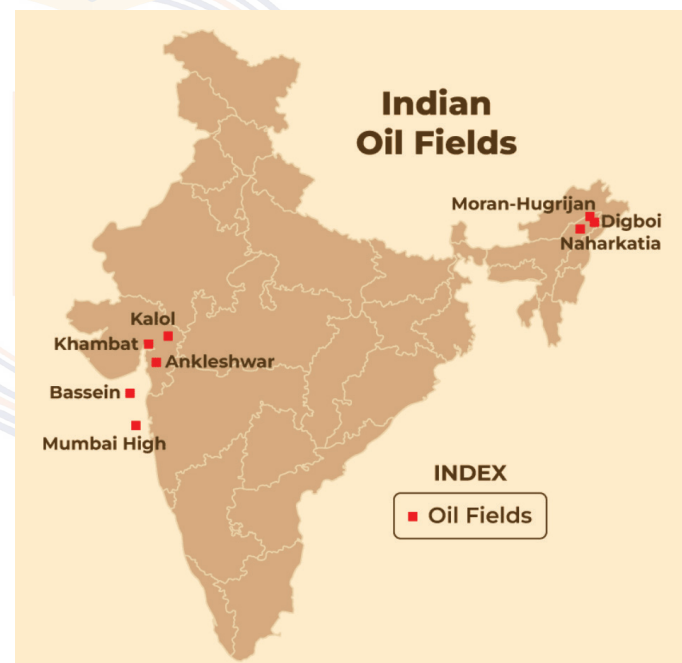 Indian
Oil Fields
Moran-Hugrijan
Digboi
Naharkatia
Kalol
Khambat
Ankleshwar
Bassein
Mumbai High
INDEX
Oil Fields